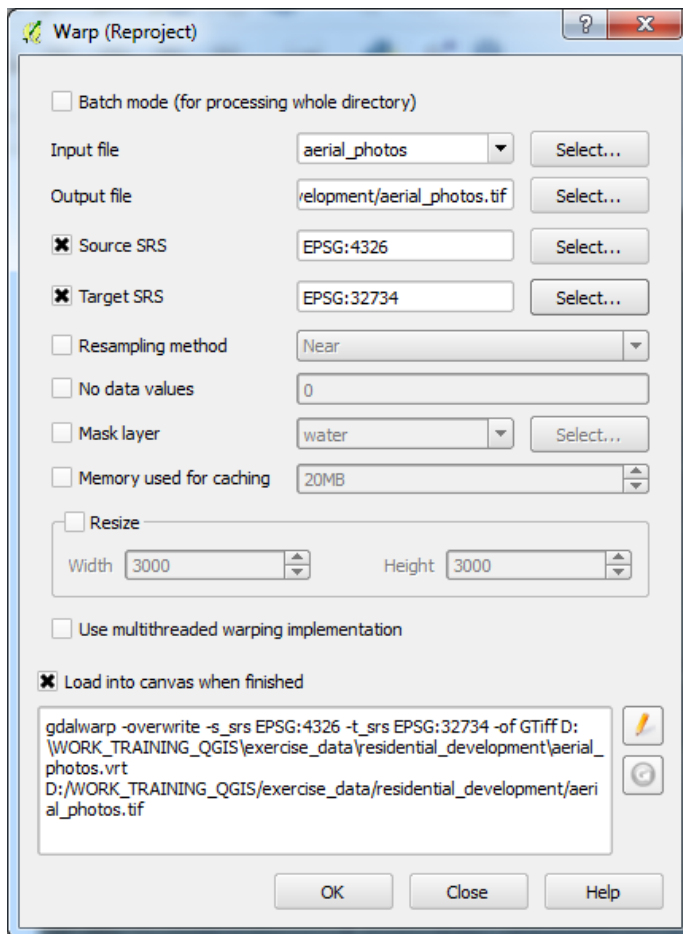 Warp (Reproject)
Batch mode (for processing whole directory)
Input file aerial_photos Select...
Output file velopment/aerial_photos.tif Select...
Source SRS EPSG:4326 Select...
Target SRS EPSG:32734 Select...
Resampling method Near
No data values 0
Mask layer water Select...
Memory used for caching 20MB
Resize
Width 3000 Height 3000
Use multithreaded warping implementation
Load into canvas when finished
gdalwarp -overwrite -s_srs EPSG:4326 -t_srs EPSG:32734 -of GTiff D:
\WORK_TRAINING_QGIS\exercise_data\residential_development\aerial_
photos.vrt
D:/WORK_TRAINING_QGIS/exercise_data/residential_development/aeri
al_photos.tif
OK Close Help